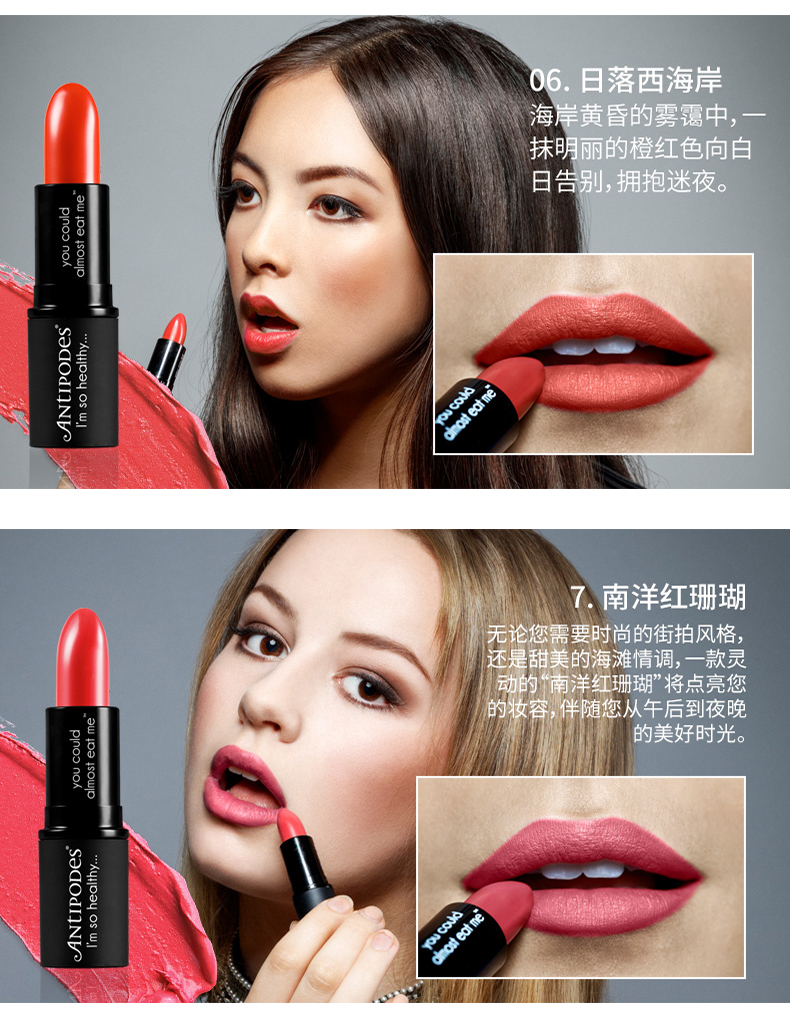 06. 日落西海岸
海岸黄昏的雾霭中，一
抹明丽的橙红色向白
日告别，拥抱迷夜。
you could
almost eat me™
ANTIPODES®
I'm so healthy...
you could
almost eat me™
7. 南洋红珊瑚
无论您需要时尚的街拍风格，
还是甜美的海滩情调，一款灵
动的“南洋红珊瑚”将点亮您
的妆容，伴随您从午后到夜晚
的美好时光。
you could
almost eat me™
ANTIPODES®
I'm so healthy...
you could
almost eat me™